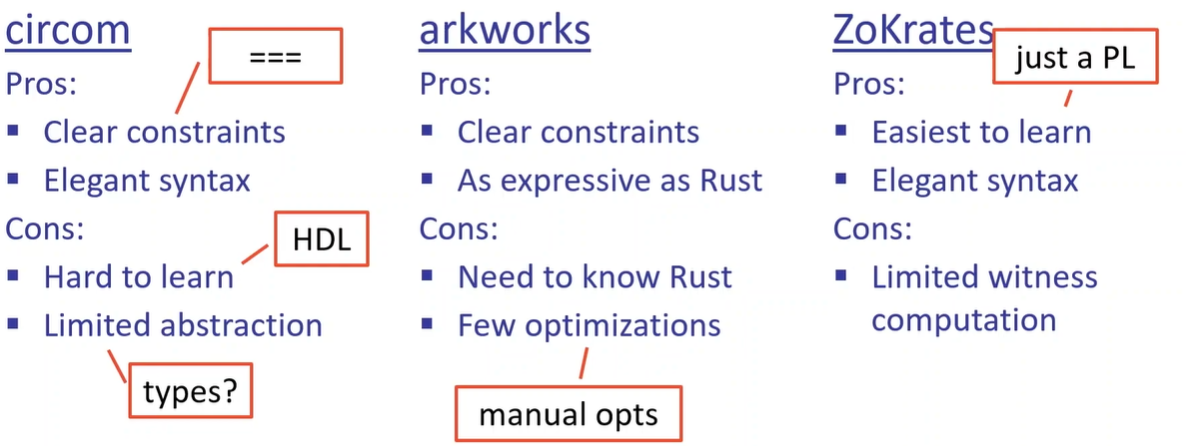 circom
===
Pros:
▪ Clear constraints
▪ Elegant syntax
Cons:
HDL
▪ Hard to learn
▪ Limited abstraction
types?
arkworks
Pros:
▪ Clear constraints
▪ As expressive as Rust
Cons:
▪ Need to know Rust
▪ Few optimizations
manual opts
ZoKrates
just a PL
Pros:
▪ Easiest to learn
▪ Elegant syntax
Cons:
▪ Limited witness
computation